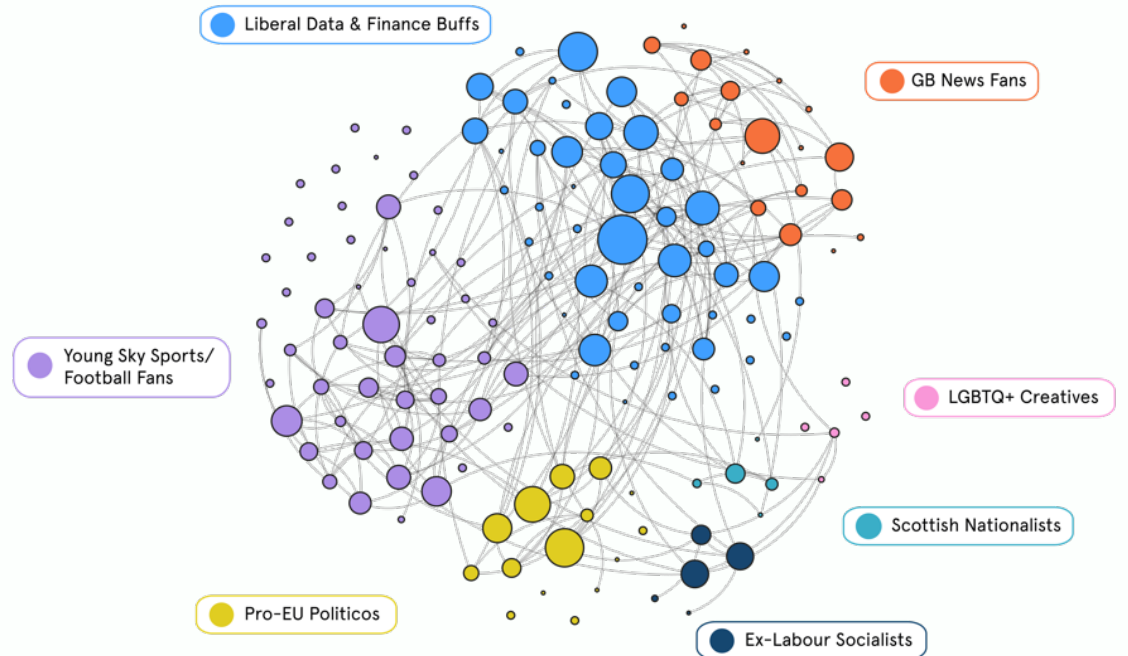 Liberal Data & Finance Buffs
GB News Fans
Young Sky Sports/
Football Fans
LGBTQ+ Creatives
Scottish Nationalists
Pro-EU Politicos
Ex-Labour Socialists